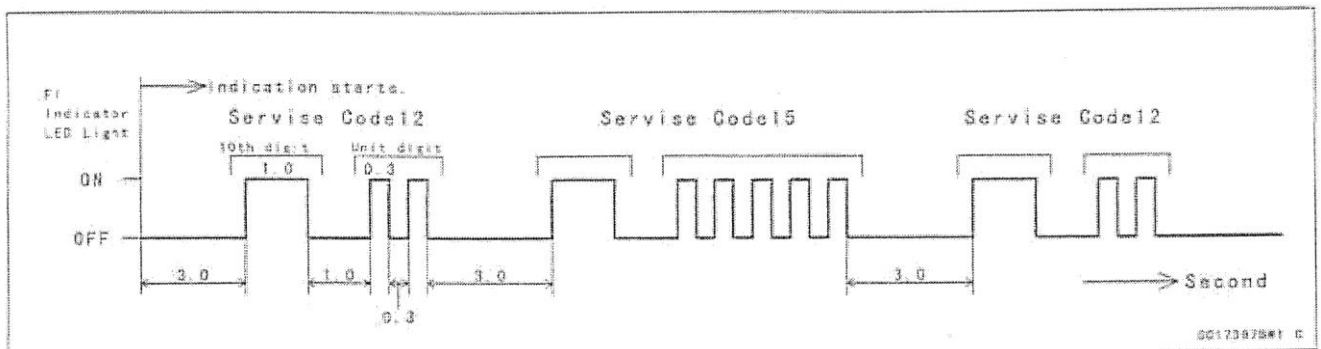 Indication starts.
FI
Indicator
LED Light
Servise Code12
Servise Code15
Servise Code12
10th digit
Unit digit
1.0
0.3
ON
OFF
3.0
1.0
3.0
3.0
Second
0.3